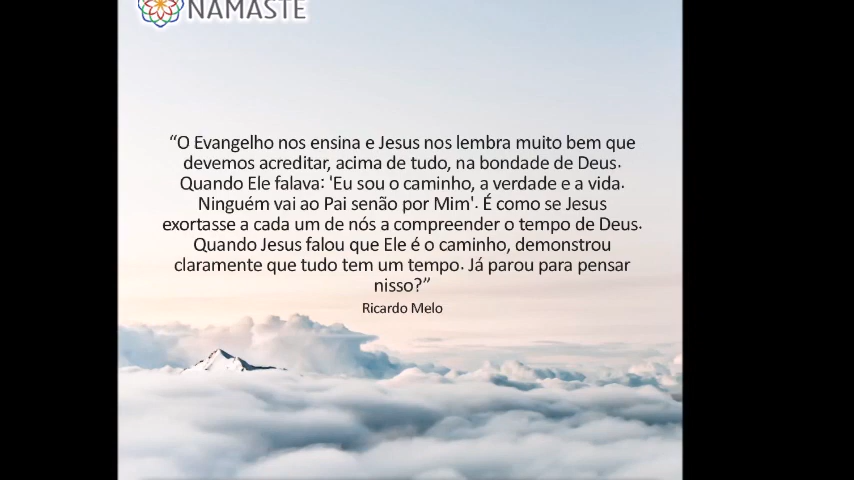 NAMASTE
“O Evangelho nos ensina e Jesus nos lembra muito bem que
devemos acreditar, acima de tudo, na bondade de Deus.
Quando Ele falava: 'Eu sou o caminho, a verdade e a vida.
Ninguém vai ao Pai senão por Mim'. É como se Jesus
exortasse a cada um de nós a compreender o tempo de Deus.
Quando Jesus falou que Ele é o caminho, demonstrou
claramente que tudo tem um tempo. Já parou para pensar
nisso?”
Ricardo Melo